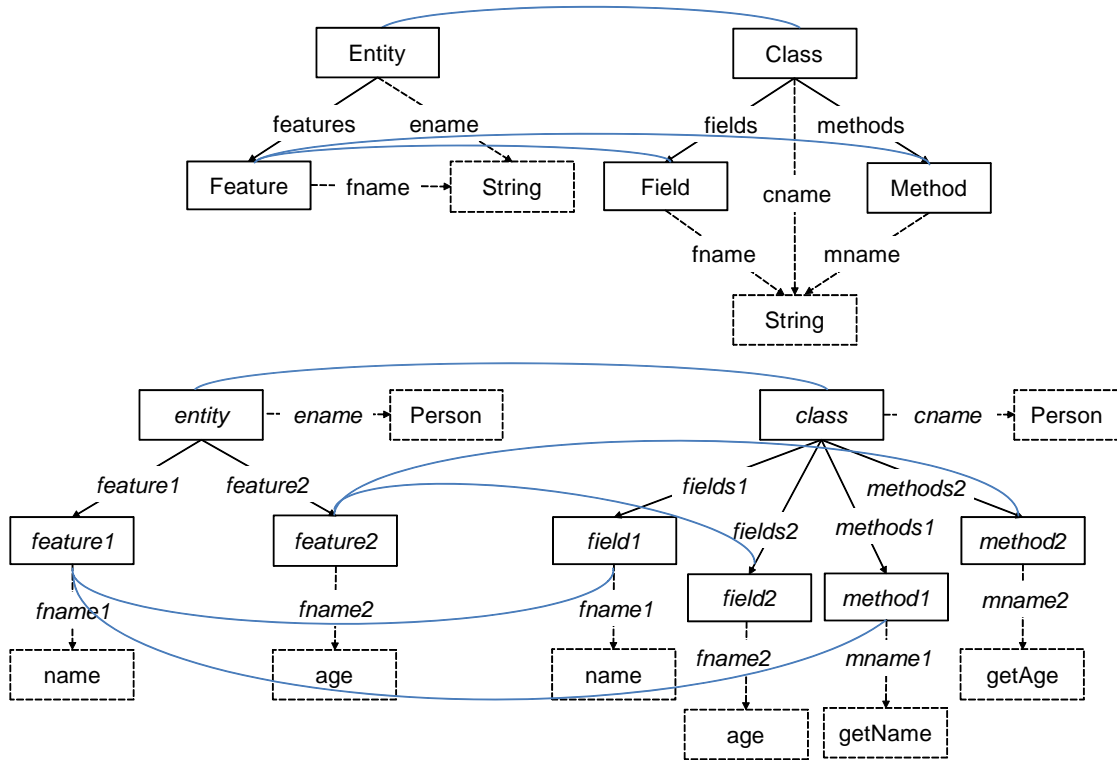 Entity Class
features ename fields methods
Feature fname String Field cname Method
fname mname
String
entity ename Person class cname Person
feature1 feature2 fields1 methods2
fields2 methods1
feature1 feature2 field1 method2
fname1 fname2 fname1 field2 method1 mname2
name age name fname2 mname1 getAge
age getName